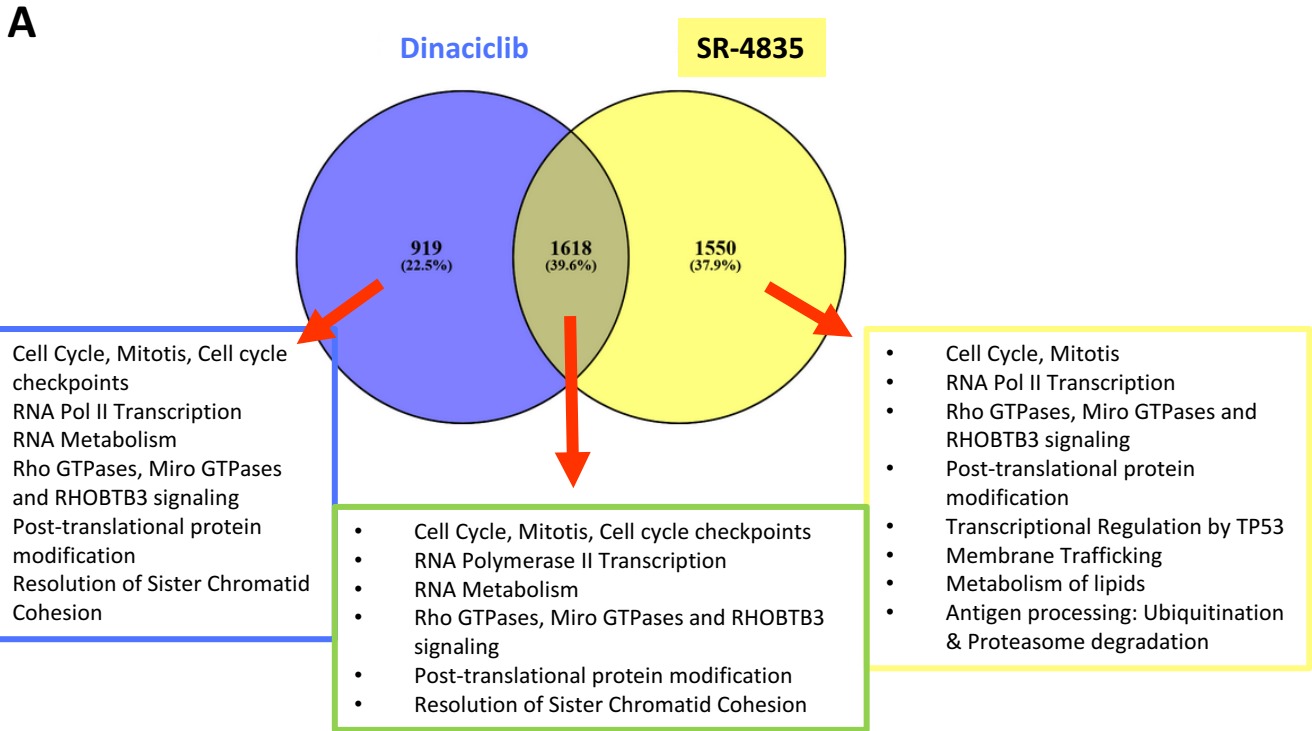 A
Dinaciclib
SR-4835
919
(22.5%)
1618
(39.6%)
1550
(37.9%)
Cell Cycle, Mitotis, Cell cycle
checkpoints
RNA Pol II Transcription
RNA Metabolism
Rho GTPases, Miro GTPases
and RHOBTB3 signaling
Post-translational protein
modification
Resolution of Sister Chromatid
Cohesion
• Cell Cycle, Mitotis, Cell cycle checkpoints
• RNA Polymerase II Transcription
• RNA Metabolism
• Rho GTPases, Miro GTPases and RHOBTB3
signaling
• Post-translational protein modification
• Resolution of Sister Chromatid Cohesion
• Cell Cycle, Mitotis
• RNA Pol II Transcription
• Rho GTPases, Miro GTPases and
RHOBTB3 signaling
• Post-translational protein
modification
• Transcriptional Regulation by TP53
• Membrane Trafficking
• Metabolism of lipids
• Antigen processing: Ubiquitination
& Proteasome degradation